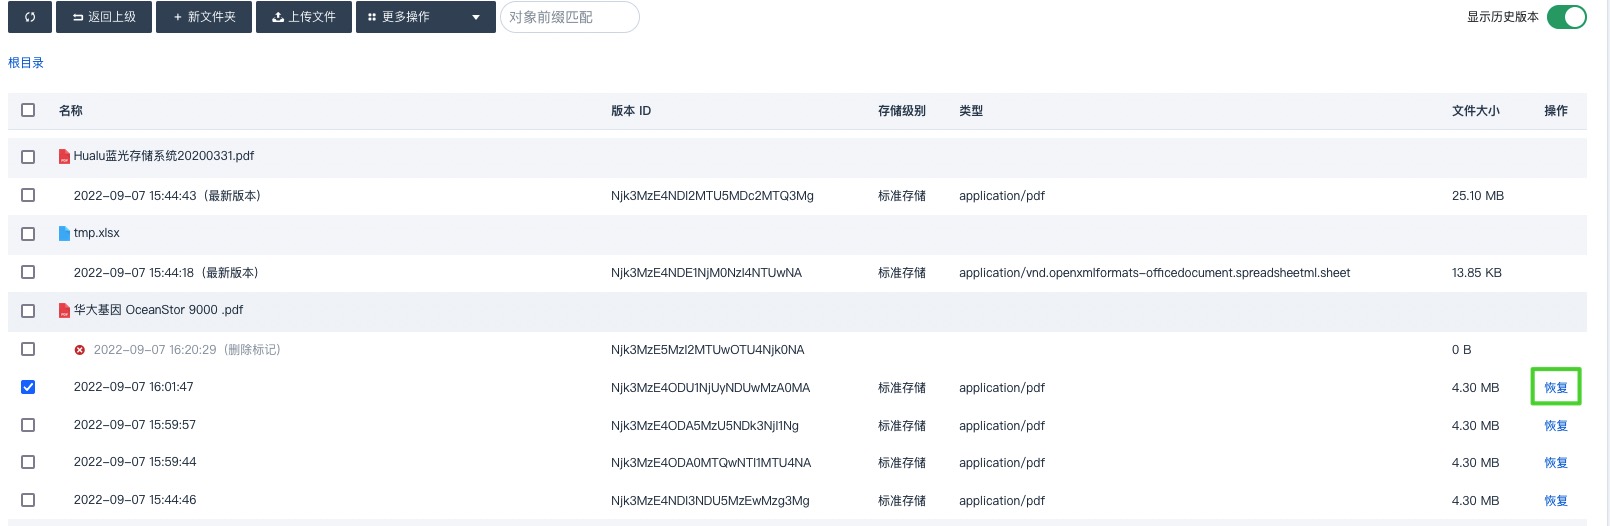 返回上级 + 新文件夹 上传文件 更多操作 对象前缀匹配 显示历史版本
根目录
名称 版本 ID 存储级别 类型 文件大小 操作
Hualu蓝光存储系统20200331.pdf
2022-09-07 15:44:43（最新版本） Njk3MzE4NDI2MTU5MDc2MTQ3Mg 标准存储 application/pdf 25.10 MB
tmp.xlsx
2022-09-07 15:44:18（最新版本） Njk3MzE4NDE1NjM0NzI4NTUwNA 标准存储 application/vnd.openxmlformats-officedocument.spreadsheetml.sheet 13.85 KB
华大基因 OceanStor 9000 .pdf
2022-09-07 16:20:29（删除标记） Njk3MzE5MzI2MTUwOTU4Njk0NA 0 B
2022-09-07 16:01:47 Njk3MzE4ODU1NjUyNDUwMzA0MA 标准存储 application/pdf 4.30 MB 恢复
2022-09-07 15:59:57 Njk3MzE4ODA5MzU5NDk3NjI1Ng 标准存储 application/pdf 4.30 MB 恢复
2022-09-07 15:59:44 Njk3MzE4ODA0MTQwNTI1MTU4NA 标准存储 application/pdf 4.30 MB 恢复
2022-09-07 15:44:46 Njk3MzE4NDI3NDU5MzEwMzg3Mg 标准存储 application/pdf 4.30 MB 恢复